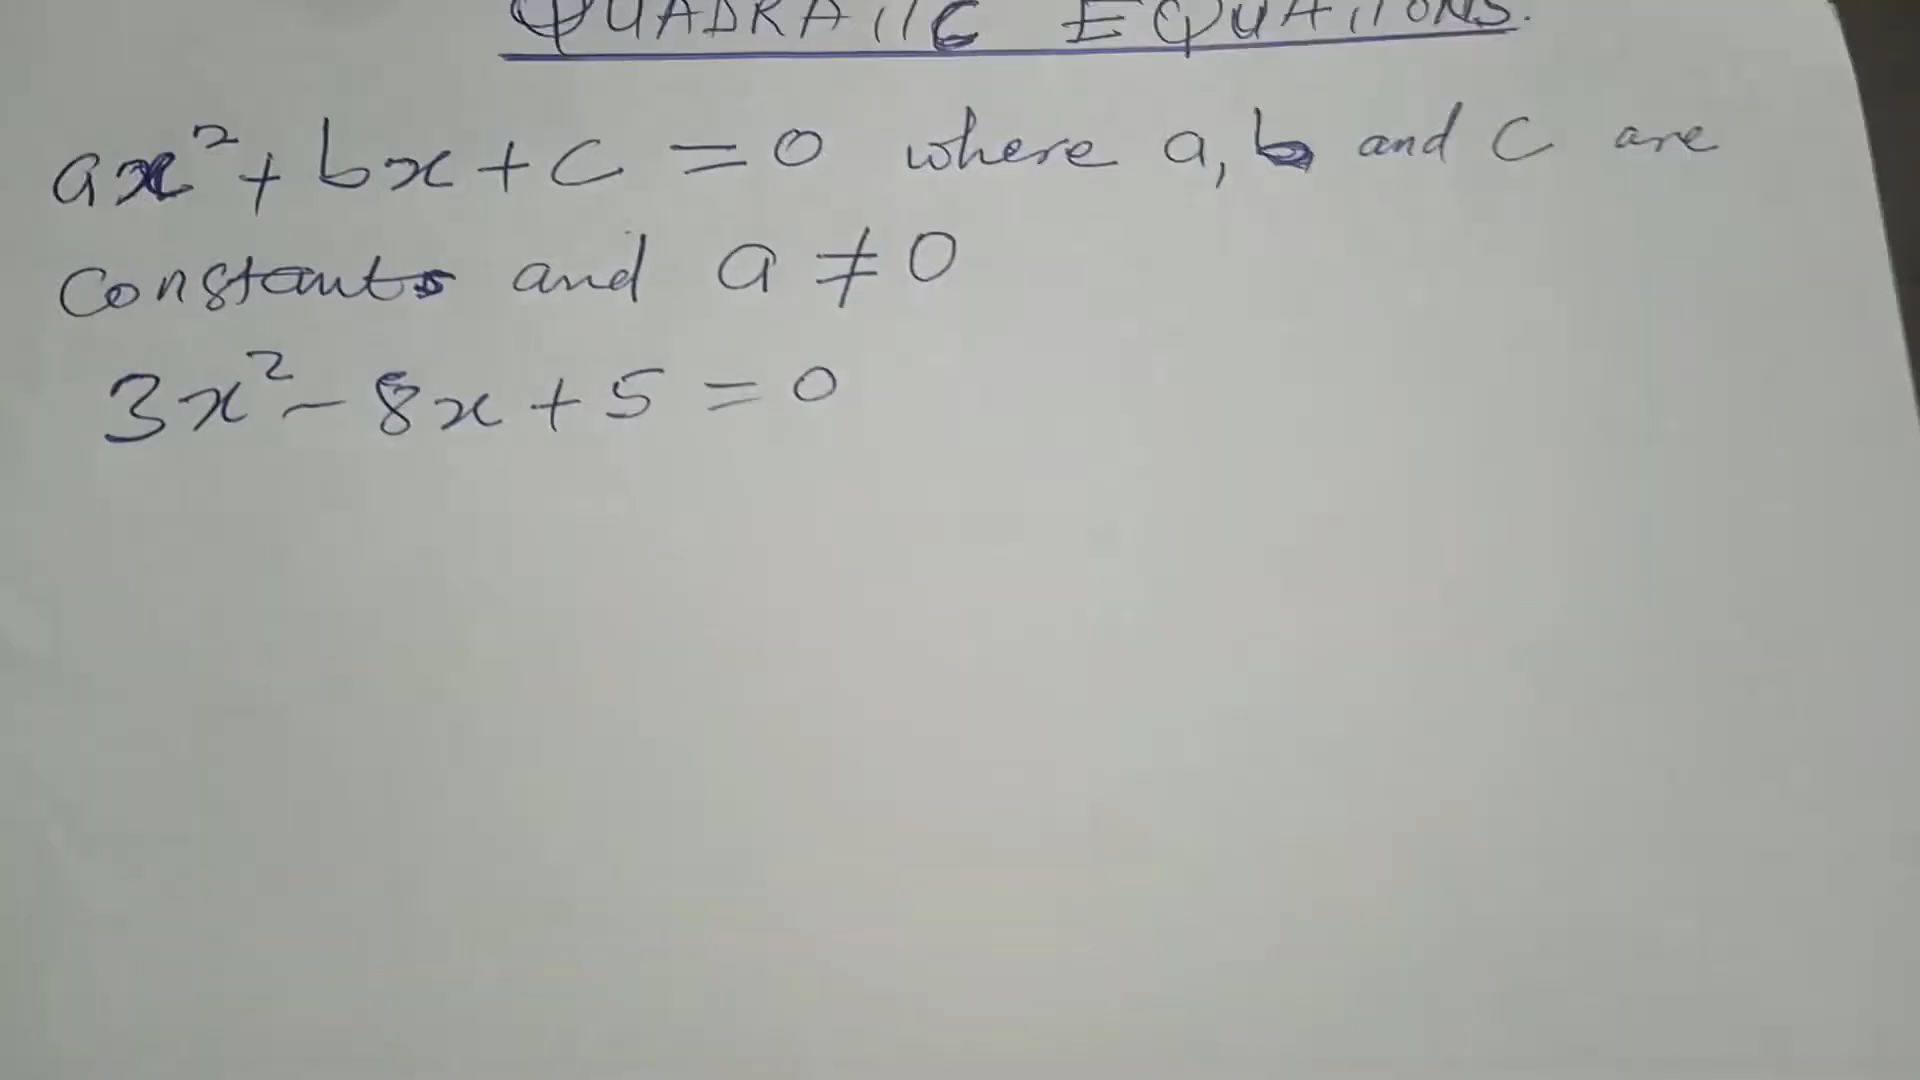 QUADRATIC EQUATIONS.
ax² + bx + c = 0 where a, b and c are
constants and a ≠ 0
3x² - 8x + 5 = 0